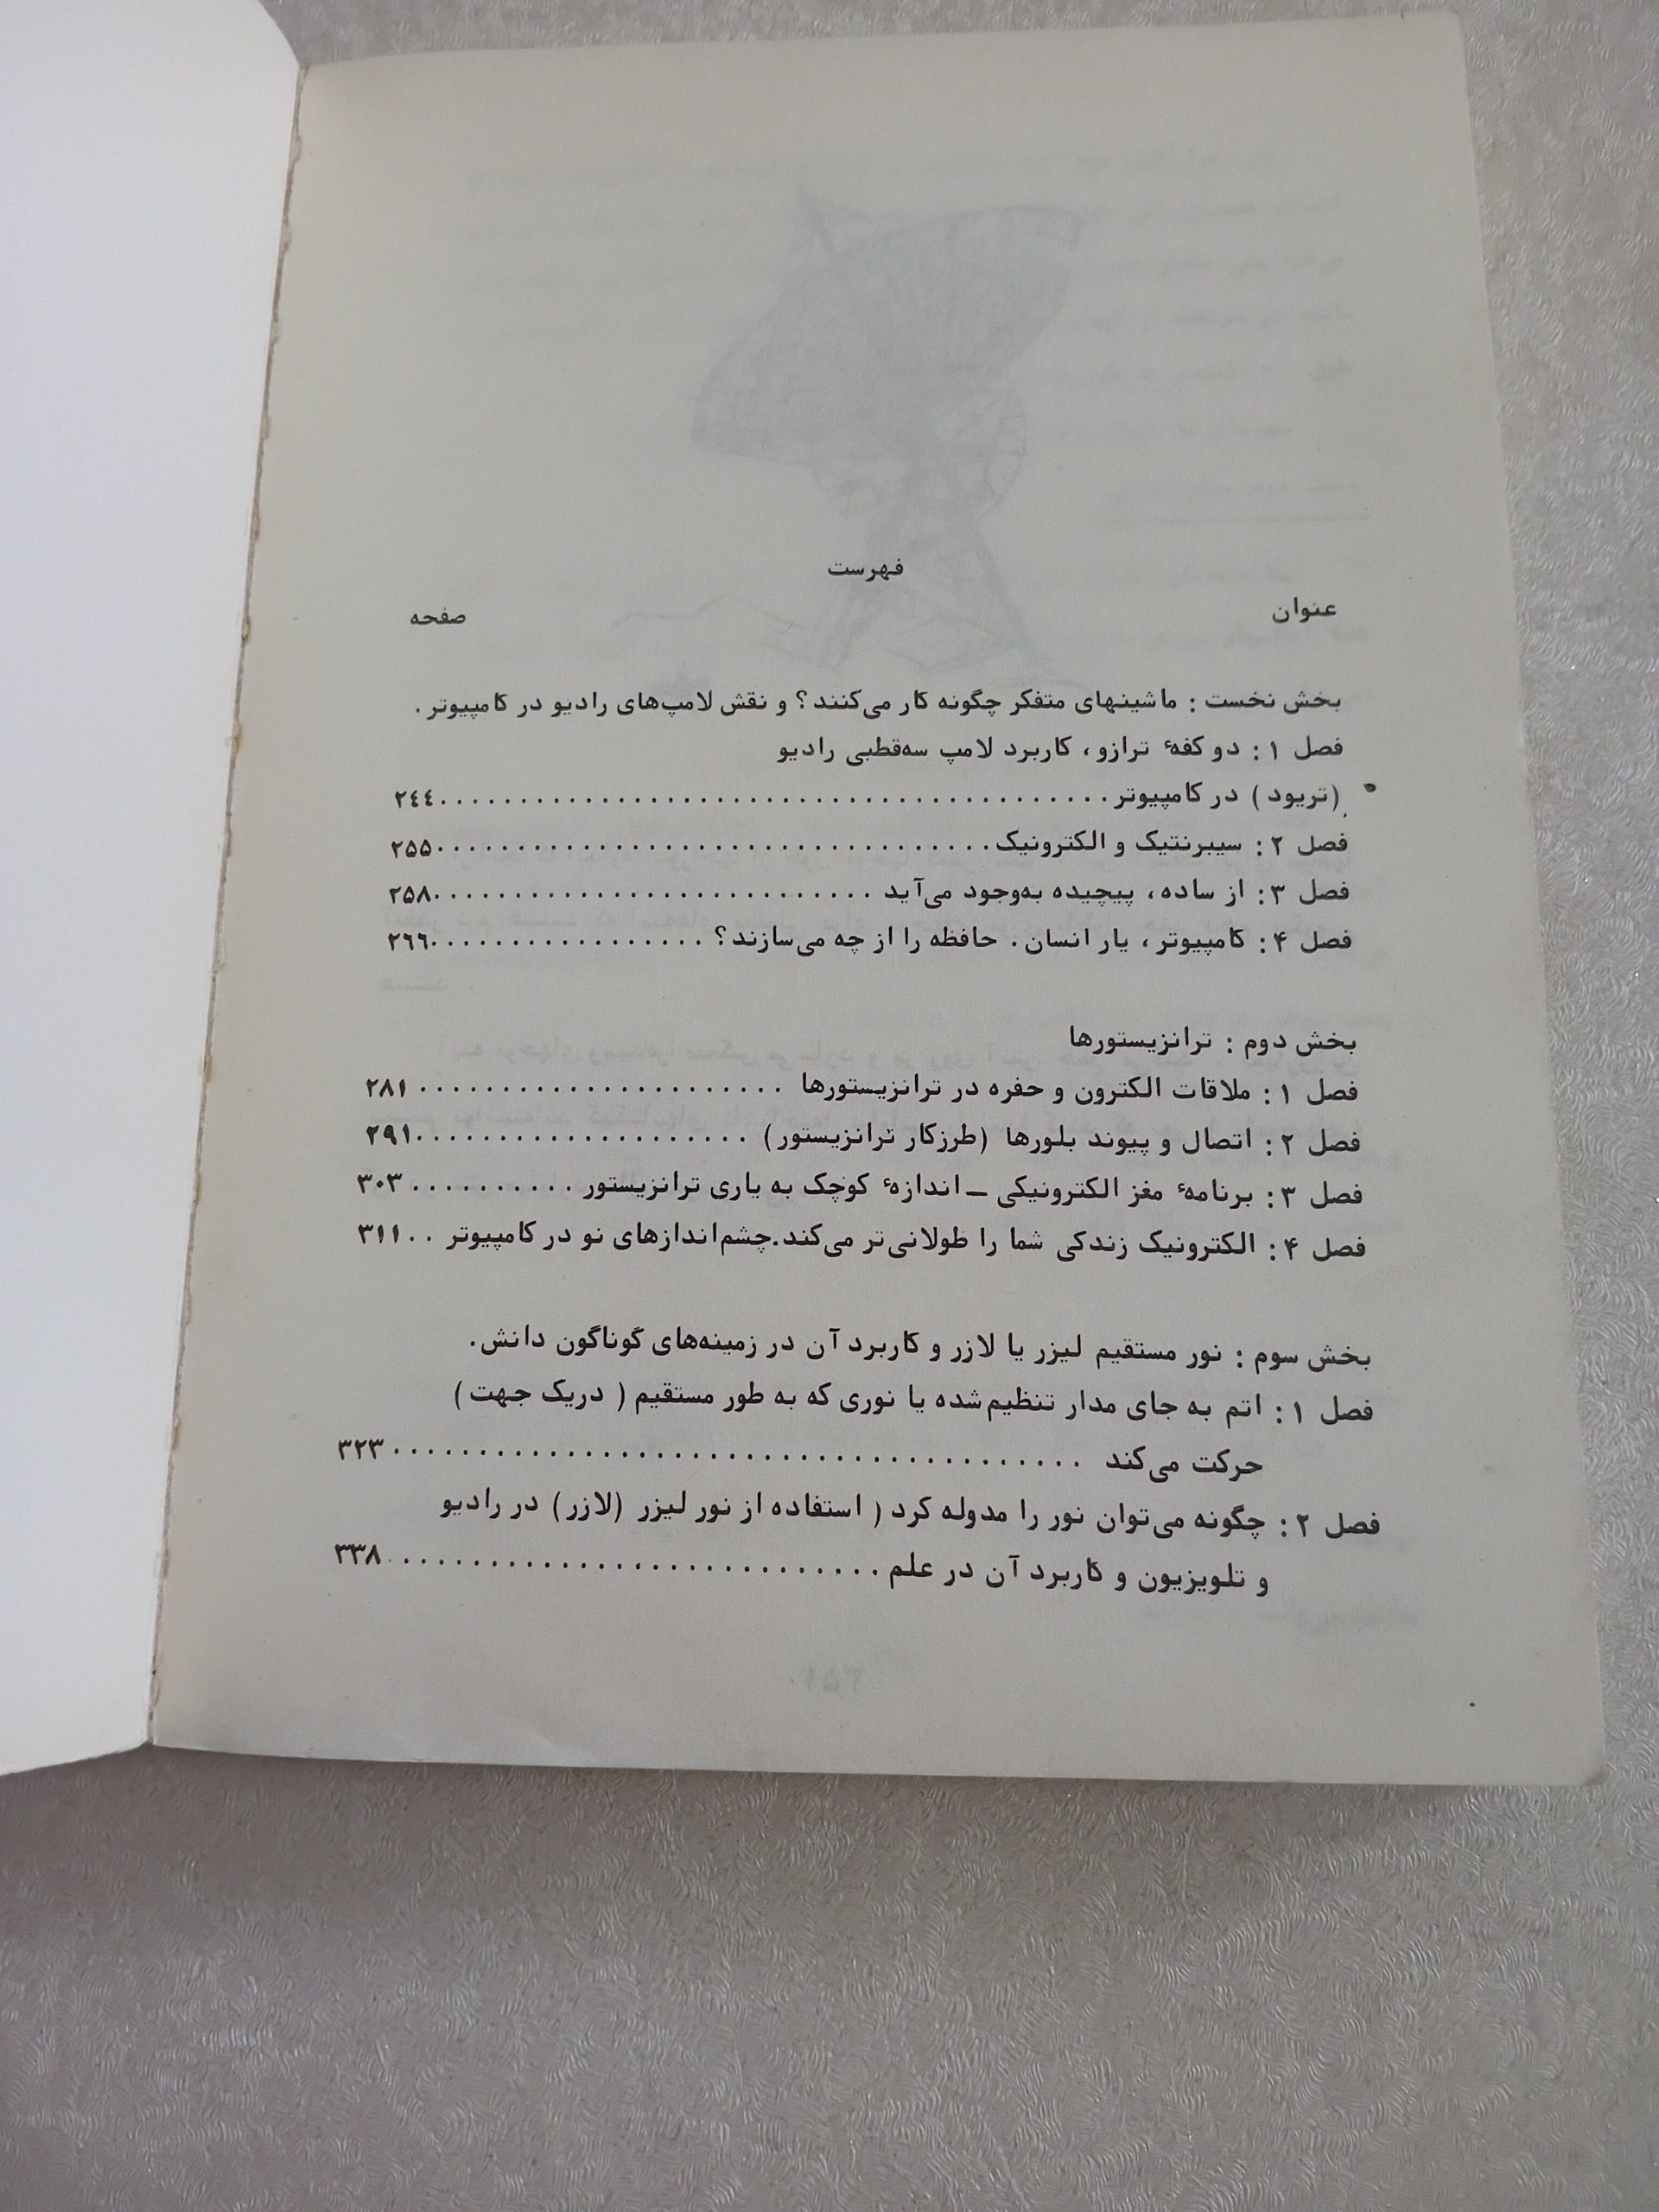 فهرست
عنوان صفحه
بخش نخست : ماشینهای متفکر چگونه کار می‌کنند؟ و نقش لامپ‌های رادیو در کامپیوتر .
فصل ۱ : دو کفهٔ ترازو، کاربرد لامپ سه‌قطبی رادیو
(تریود) در کامپیوتر........................................٢٤٤
فصل ۲ : سیبرنتیک و الکترونیک..................................۲۵۵
فصل ۳ : از ساده، پیچیده به‌وجود می‌آید ...........................۲۵۸
فصل ۴ : کامپیوتر، یار انسان . حافظه را از چه می‌سازند؟ .................٢٦٦
بخش دوم : ترانزیستورها
فصل ۱ : ملاقات الکترون و حفره در ترانزیستورها ....................... ۲۸۱
فصل ۲ : اتصال و پیوند بلورها (طرزکار ترانزیستور) .....................۲۹۱
فصل ۳ : برنامهٔ مغز الکترونیکی ــ اندازهٔ کوچک به یاری ترانزیستور .......... ۳۰۳
فصل ۴ : الکترونیک زندکی شما را طولانی‌تر می‌کند.چشم‌اندازهای نو در کامپیوتر ..۳۱۱
بخش سوم : نور مستقیم لیزر یا لازر و کاربرد آن در زمینه‌های گوناگون دانش.
فصل ۱ : اتم به جای مدار تنظیم‌شده یا نوری که به طور مستقیم ( دریک جهت )
حرکت می‌کند ........................................ ۳۲۳
فصل ۲ : چگونه می‌توان نور را مدوله کرد ( استفاده از نور لیزر (لازر) در رادیو
و تلویزیون و کاربرد آن در علم ............................. ۳۳۸